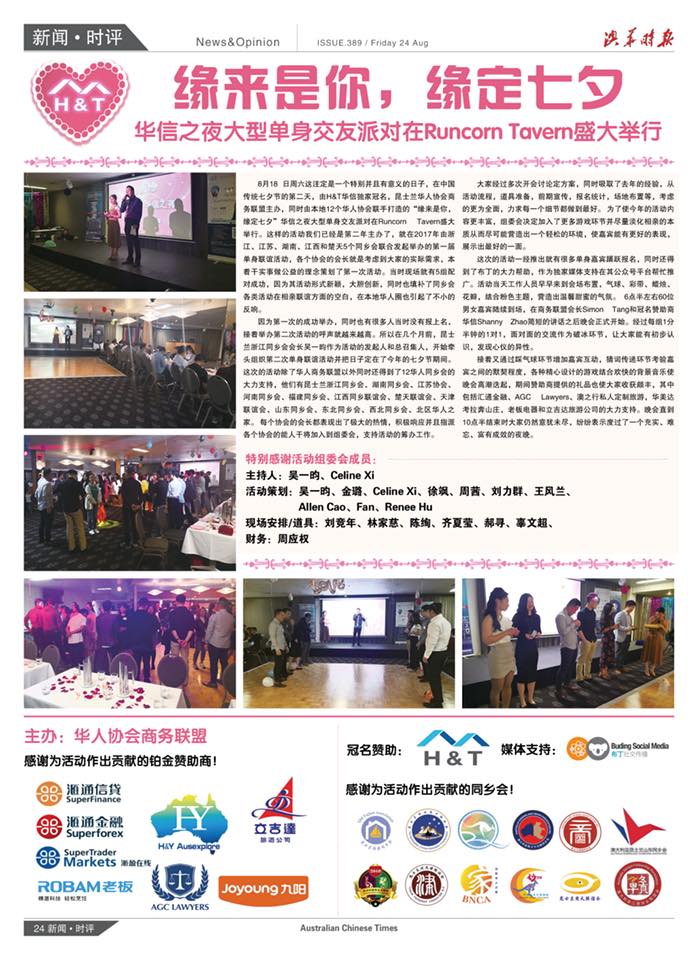 新闻·时评
News&Opinion
ISSUE.389 / Friday 24 Aug
澳华时报
H&T
缘来是你，缘定七夕
华信之夜大型单身交友派对在Runcorn Tavern盛大举行
8月18 日周六这注定是一个特别并且有意义的日子，在中国
传统七夕节的第二天，由H&T华信独家冠名，昆士兰华人协会商
务联盟主办，同时由本地12个华人协会联手打造的“缘来是你，
缘定七夕”华信之夜大型单身交友派对在Runcorn Tavern盛大
举行。这样的活动我们已经是第二年主办了，就在2017年由浙
江、江苏、湖南、江西和楚天5个同乡会联合发起举办的第一届
单身联谊活动，各个协会的会长就是考虑到大家的实际需求，本
着干实事做公益的理念策划了第一次活动。当时现场就有5组配
对成功，因为其活动形式新颖，大胆创新，同时也填补了同乡会
各类活动在相亲联谊方面的空白，在本地华人圈也引起了不小的
反响。
因为第一次的成功举办，同时也有很多人当时没有报上名，
接着举办第二次活动的呼声就越来越高。所以在几个月前，昆士
兰浙江同乡会会长吴一昀作为活动的发起人和总召集人，开始牵
头组织第二次单身联谊活动并把日子定在了今年的七夕节期间。
这次的活动除了华人商务联盟以外同时还得到了12华人同乡会的
大力支持，他们有昆士兰浙江同乡会、湖南同乡会、江苏协会、
河南同乡会、福建同乡会、江西同乡联谊会、楚天联谊会、天津
联谊会、山东同乡会、东北同乡会、西北同乡会、北区华人之
家。 每个协会的会长都表现出了极大的热情，积极响应并且指派
各个协会的能人干将加入到组委会，支持活动的筹办工作。
大家经过多次开会讨论定方案，同时吸取了去年的经验，从
活动流程，道具准备，前期宣传，报名统计，场地布置等，考虑
的更为全面，力求每一个细节都做到最好。为了使今年的活动内
容更丰富，组委会决定加入了更多游戏环节并尽量淡化相亲的本
质从而尽可能营造出一个轻松的环境，使嘉宾能有更好的表现，
展示出最好的一面。
这次的活动一经推出就有很多单身嘉宾踊跃报名，同时还得
到了布丁的大力帮助，作为独家媒体支持在其公众号平台帮忙推
广。活动当天工作人员早早来到会场布置，气球、彩带、蜡烛、
花瓣，结合粉色主题，营造出温馨甜蜜的气氛。 6点半左右60位
男女嘉宾陆续到场，在商务联盟会长Simon Tang和冠名赞助商
华信Shanny Zhao简短的讲话之后晚会正式开始。经过每组1分
半钟的1对1，面对面的交流作为破冰环节，让大家能有初步认
识，发现心仪的异性。
接着又通过踩气球环节增加嘉宾互动，猜词传递环节考验嘉
宾之间的默契程度，各种精心设计的游戏结合欢快的背景音乐使
晚会高潮迭起，期间赞助商提供的礼品也使大家收获颇丰，其中
包括汇通金融、AGC Lawyers、澳之行私人定制旅游，华美达
考拉黄山庄，老板电器和立吉达旅游公司的大力支持。晚会直到
10点半结束时大家仍然意犹未尽，纷纷表示度过了一个充实、难
忘、富有成效的夜晚。
特别感谢活动组委会成员：
主持人：吴一昀、Celine Xi
活动策划：吴一昀、金璐、Celine Xi、徐飒、周茜、刘力群、王风兰、
Allen Cao、Fan、Renee Hu
现场安排/道具：刘竞年、林家慈、陈绚、齐夏莹、郝寻、辜文超、
财务：周应权
主办：华人协会商务联盟
感谢为活动作出贡献的铂金赞助商！
滙通信贷
SuperFinance
滙通金融
Superforex
SuperTrader
Markets 滙盈在线
ROBAM老板
精湛科技 轻松烹饪
HY
H&Y Ausexplore
AGC LAWYERS
立吉達
旅遊公司
Joyoung九阳
冠名赞助：
H&T
媒体支持：
Buding Social Media
布丁社交传媒
感谢为活动作出贡献的同乡会！
澳大利亚昆士兰山东同乡会
BNCA
24 新闻·时评
Australian Chinese Times